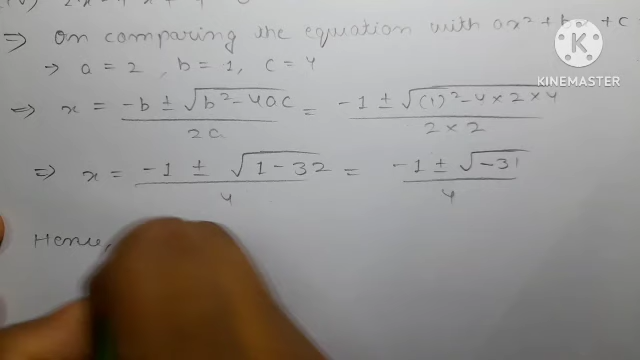 ⇒ On comparing the equation with ax² + bx + c
→ a = 2 , b = 1, c = 4
⇒ x = -b ± √(b² - 4ac) / 2a = -1 ± √((1)² - 4 × 2 × 4) / 2 × 2
⇒ x = -1 ± √(1 - 32) / 4 = -1 ± √(-31) / 4
Hence,
KINEMASTER